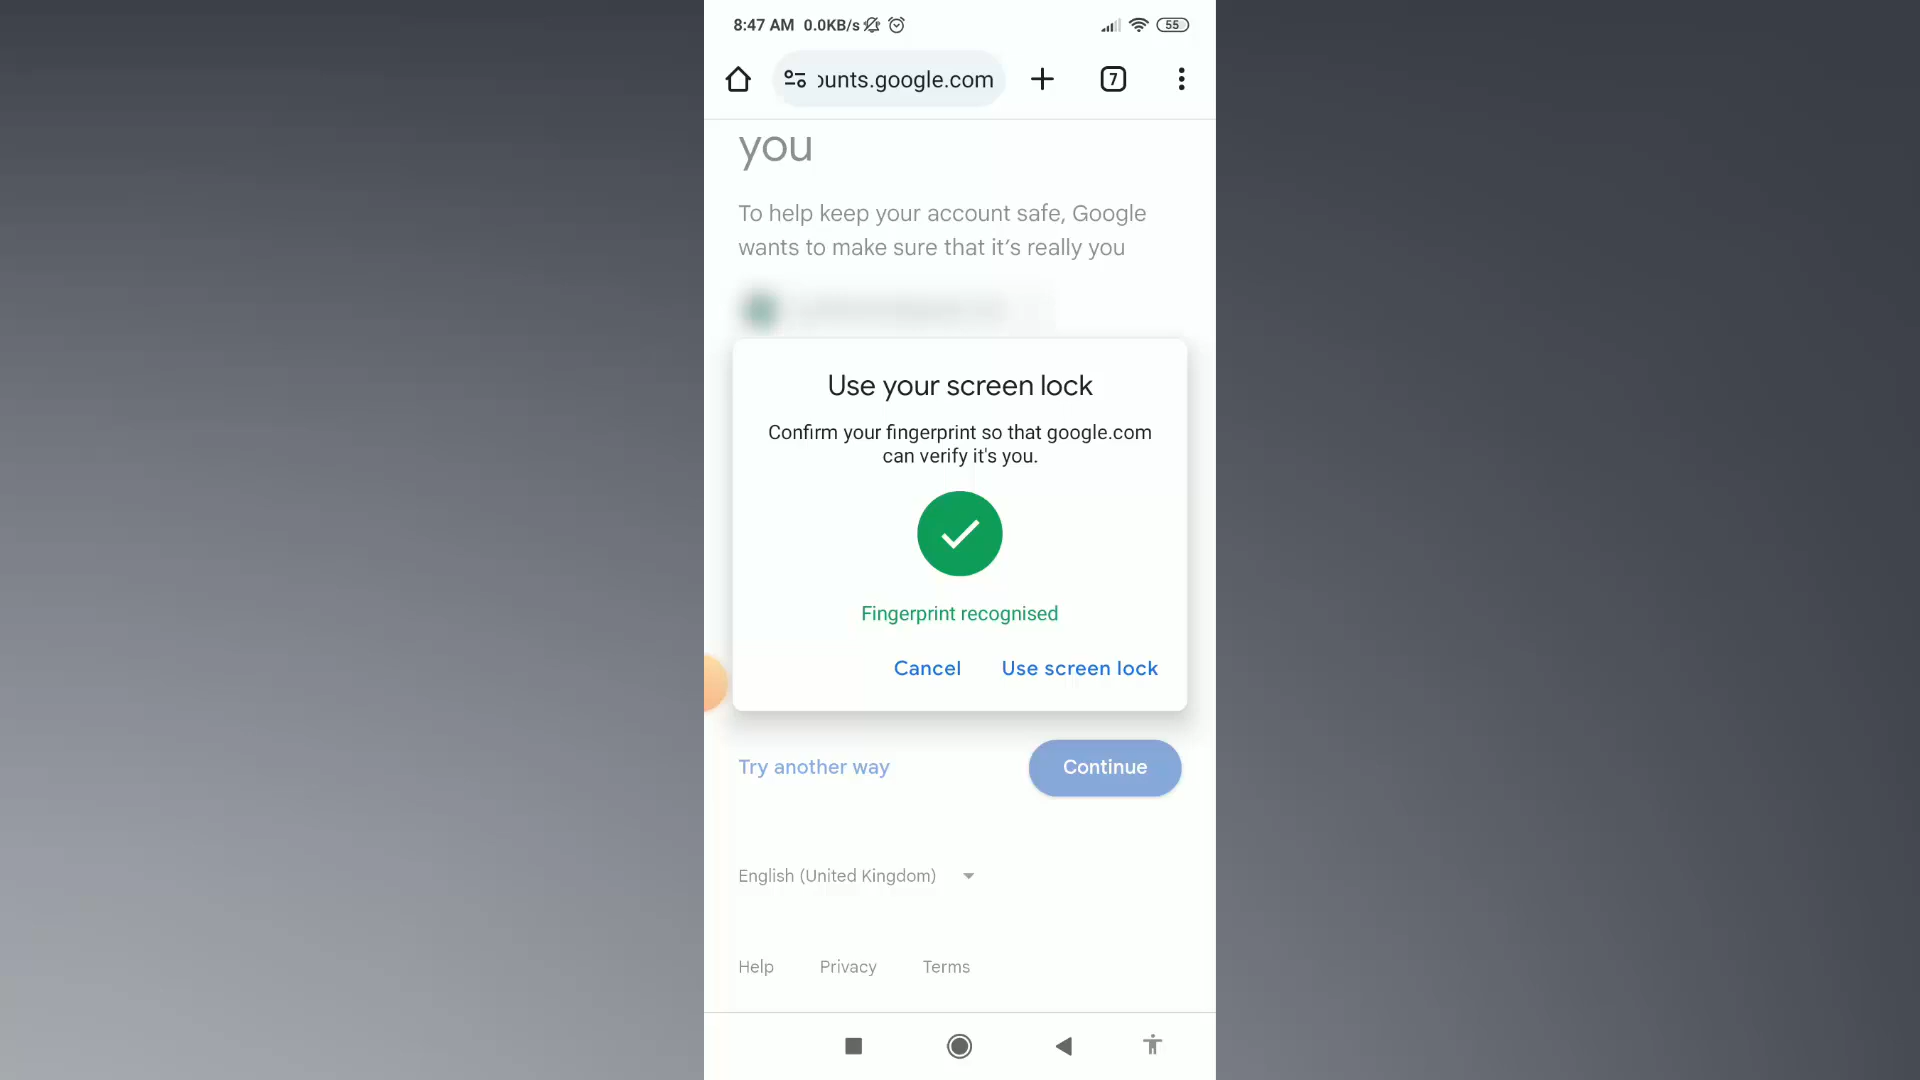 8:47 AM 0.0KB/s
55
ounts.google.com
7
you
To help keep your account safe, Google
wants to make sure that it's really you
Use your screen lock
Confirm your fingerprint so that google.com
can verify it's you.
Fingerprint recognised
Cancel Use screen lock
Try another way Continue
English (United Kingdom)
Help Privacy Terms